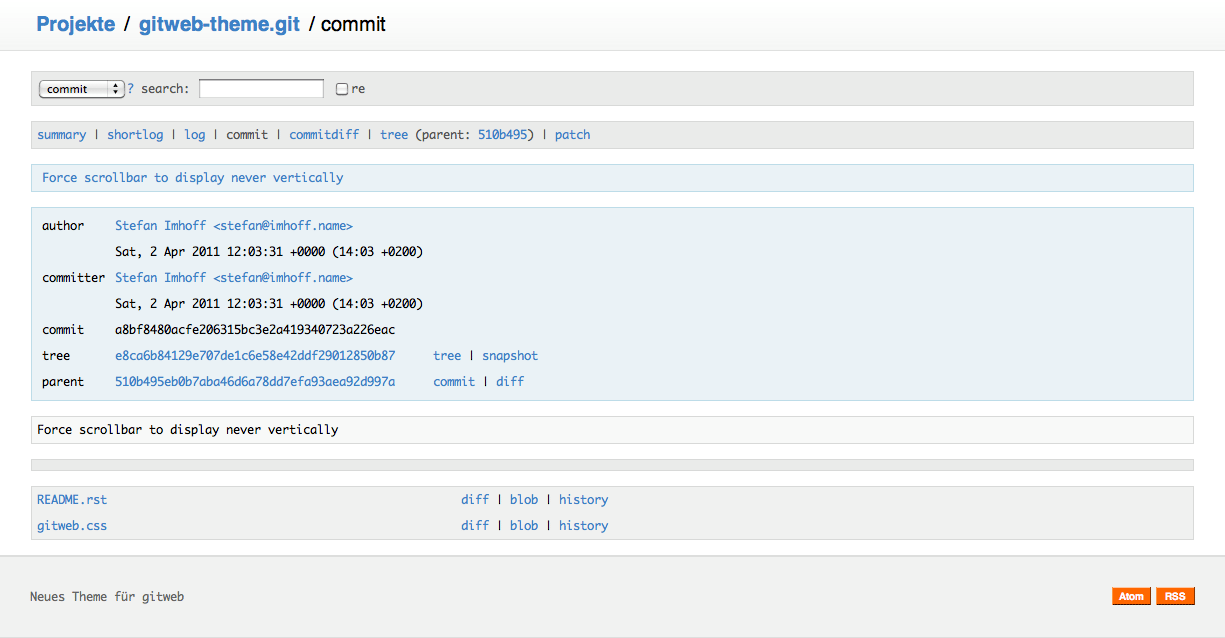 Projekte / gitweb-theme.git / commit
commit ? search: re
summary | shortlog | log | commit | commitdiff | tree (parent: 510b495) | patch
Force scrollbar to display never vertically
author Stefan Imhoff <stefan@imhoff.name>
Sat, 2 Apr 2011 12:03:31 +0000 (14:03 +0200)
committer Stefan Imhoff <stefan@imhoff.name>
Sat, 2 Apr 2011 12:03:31 +0000 (14:03 +0200)
commit a8bf8480acfe206315bc3e2a419340723a226eac
tree e8ca6b84129e707de1c6e58e42ddf29012850b87 tree | snapshot
parent 510b495eb0b7aba46d6a78dd7efa93aea92d997a commit | diff
Force scrollbar to display never vertically
README.rst diff | blob | history
gitweb.css diff | blob | history
Neues Theme für gitweb Atom RSS